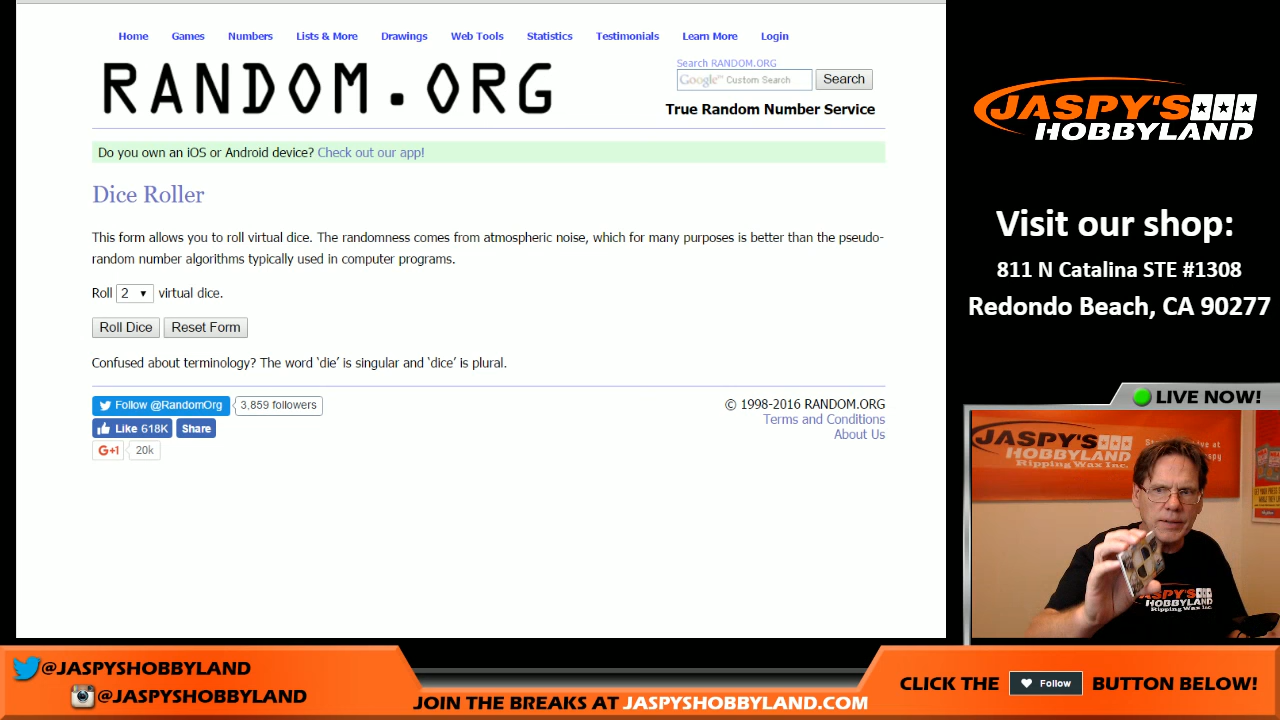 Home Games Numbers Lists & More Drawings Web Tools Statistics Testimonials Learn More Login
RANDOM.ORG
Search RANDOM.ORG
Google™ Custom Search Search
True Random Number Service
Do you own an iOS or Android device? Check out our app!
Dice Roller
This form allows you to roll virtual dice. The randomness comes from atmospheric noise, which for many purposes is better than the pseudo-
random number algorithms typically used in computer programs.
Roll 2 virtual dice.
Roll Dice Reset Form
Confused about terminology? The word ‘die’ is singular and ‘dice’ is plural.
Follow @RandomOrg 3,859 followers
Like 618K Share
G+1 20k
© 1998-2016 RANDOM.ORG
Terms and Conditions
About Us
JASPY'S
HOBBYLAND
Visit our shop:
811 N Catalina STE #1308
Redondo Beach, CA 90277
LIVE NOW!
JASPY'S
HOBBYLAND
Ripping Wax Inc.
JASPY'S
HOBBYLAND
Ripping Wax Inc.
@JASPYSHOBBYLAND
@JASPYSHOBBYLAND
JOIN THE BREAKS AT JASPYSHOBBYLAND.COM
CLICK THE Follow BUTTON BELOW!